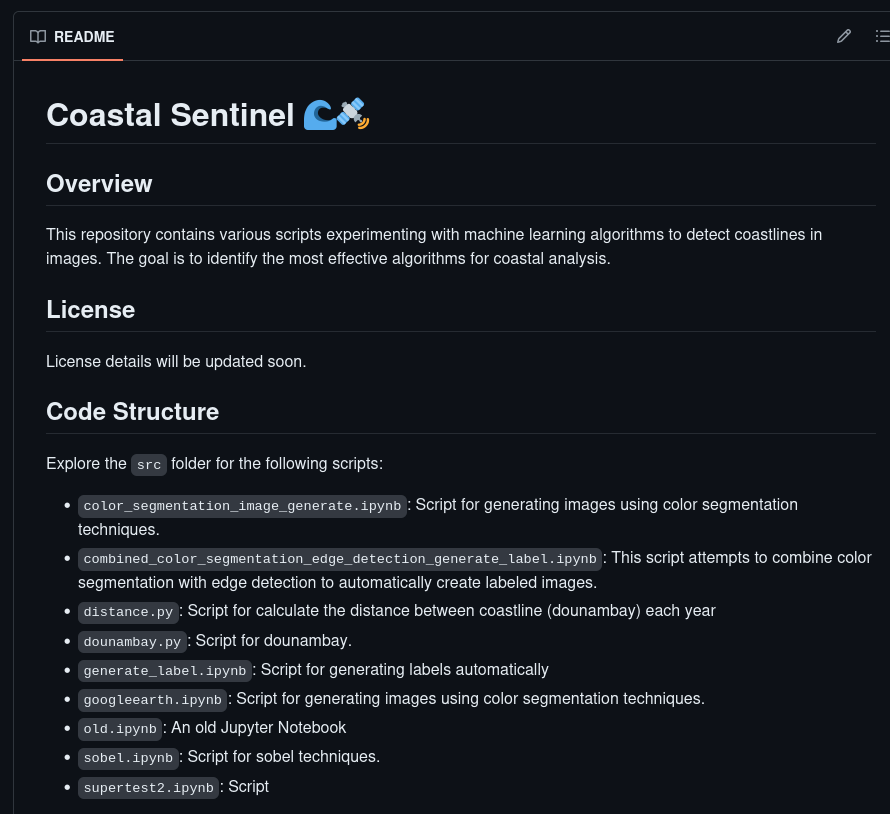 README
Coastal Sentinel 🌊🛰️
Overview
This repository contains various scripts experimenting with machine learning algorithms to detect coastlines in
images. The goal is to identify the most effective algorithms for coastal analysis.
License
License details will be updated soon.
Code Structure
Explore the src folder for the following scripts:
• color_segmentation_image_generate.ipynb: Script for generating images using color segmentation
techniques.
• combined_color_segmentation_edge_detection_generate_label.ipynb: This script attempts to combine color
segmentation with edge detection to automatically create labeled images.
• distance.py: Script for calculate the distance between coastline (dounambay) each year
• dounambay.py: Script for dounambay.
• generate_label.ipynb: Script for generating labels automatically
• googleearth.ipynb: Script for generating images using color segmentation techniques.
• old.ipynb: An old Jupyter Notebook
• sobel.ipynb: Script for sobel techniques.
• supertest2.ipynb: Script